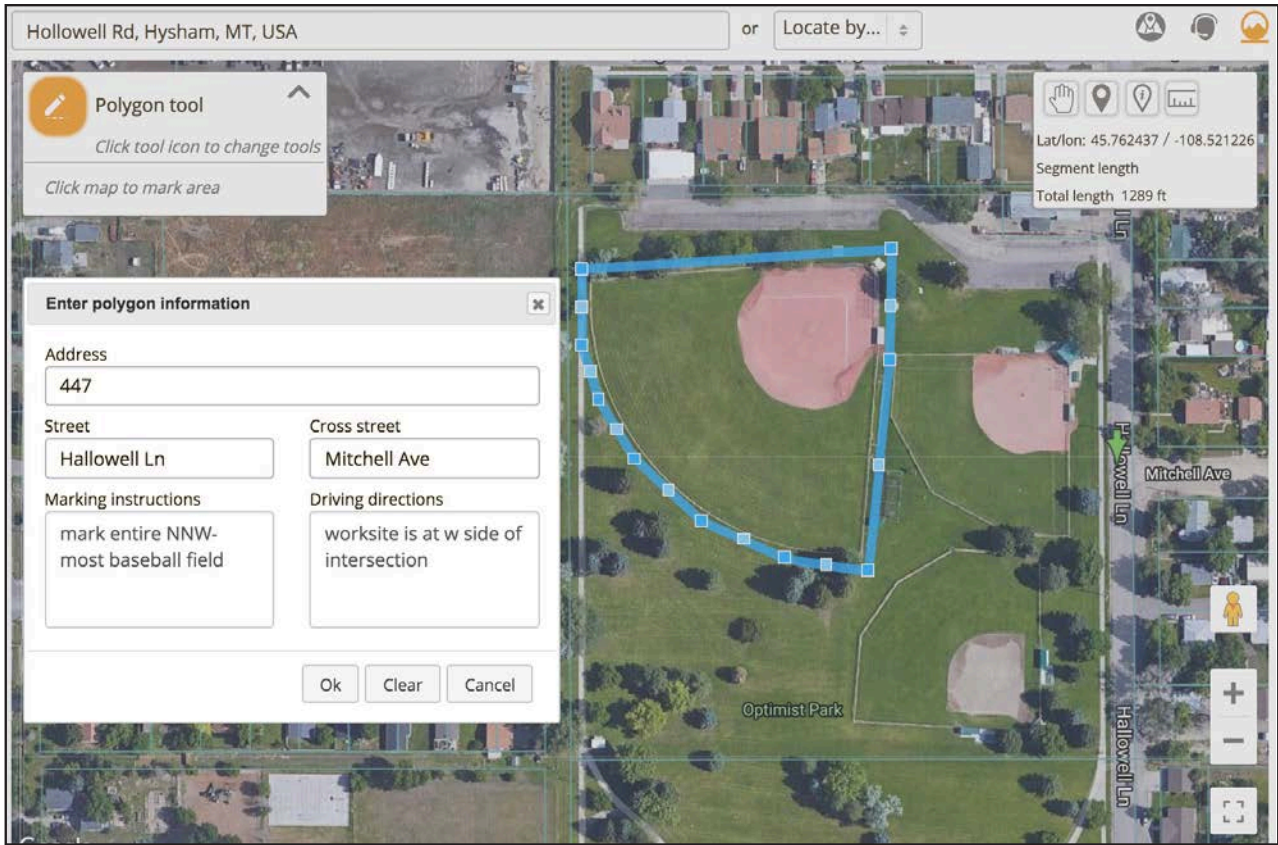 Hollowell Rd, Hysham, MT, USA
or
Locate by...
Polygon tool
Click tool icon to change tools
Click map to mark area
Lat/lon: 45.762437 / -108.521226
Segment length
Total length 1289 ft
Enter polygon information
Address
447
Street
Cross street
Hallowell Ln
Mitchell Ave
Marking instructions
Driving directions
mark entire NNW-
most baseball field
worksite is at w side of
intersection
Ok
Clear
Cancel
Hallowell Ln
Mitchell Ave
Optimist Park
Hallowell Ln